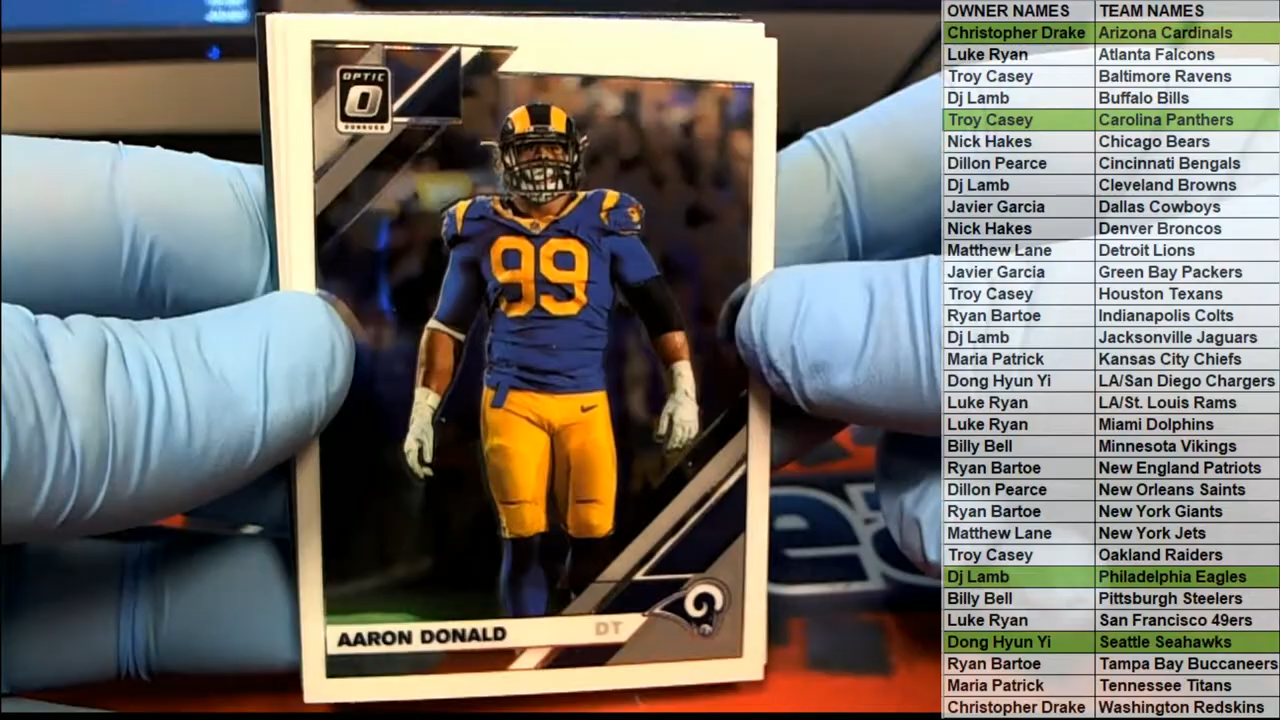 OPTIC
O
DONRUSS
99
AARON DONALD DT
OWNER NAMES TEAM NAMES
Christopher Drake Arizona Cardinals
Luke Ryan Atlanta Falcons
Troy Casey Baltimore Ravens
Dj Lamb Buffalo Bills
Troy Casey Carolina Panthers
Nick Hakes Chicago Bears
Dillon Pearce Cincinnati Bengals
Dj Lamb Cleveland Browns
Javier Garcia Dallas Cowboys
Nick Hakes Denver Broncos
Matthew Lane Detroit Lions
Javier Garcia Green Bay Packers
Troy Casey Houston Texans
Ryan Bartoe Indianapolis Colts
Dj Lamb Jacksonville Jaguars
Maria Patrick Kansas City Chiefs
Dong Hyun Yi LA/San Diego Chargers
Luke Ryan LA/St. Louis Rams
Luke Ryan Miami Dolphins
Billy Bell Minnesota Vikings
Ryan Bartoe New England Patriots
Dillon Pearce New Orleans Saints
Ryan Bartoe New York Giants
Matthew Lane New York Jets
Troy Casey Oakland Raiders
Dj Lamb Philadelphia Eagles
Billy Bell Pittsburgh Steelers
Luke Ryan San Francisco 49ers
Dong Hyun Yi Seattle Seahawks
Ryan Bartoe Tampa Bay Buccaneers
Maria Patrick Tennessee Titans
Christopher Drake Washington Redskins